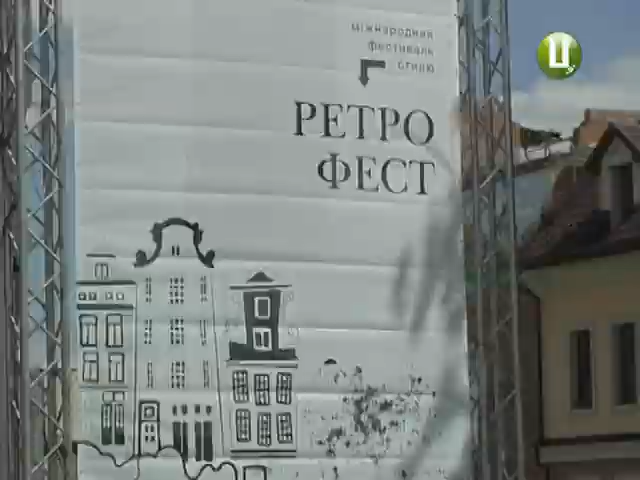 міжнародний
фестиваль
стилю
РЕТРО
ФЕСТ
Ц